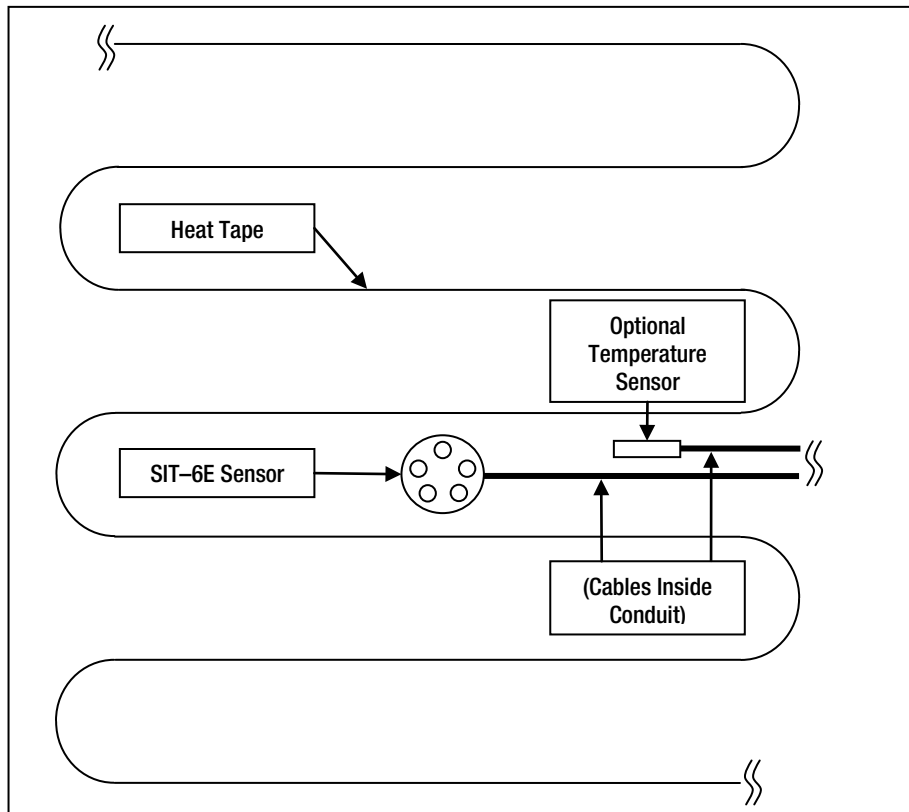 Heat Tape
Optional
Temperature
Sensor
SIT–6E Sensor
(Cables Inside
Conduit)